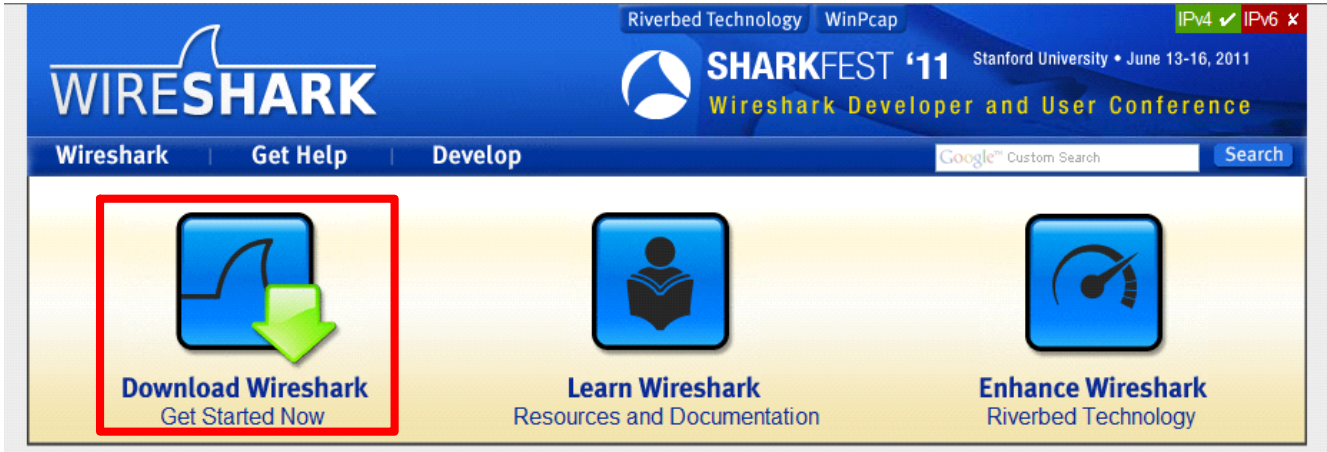 Riverbed Technology WinPcap
IPv4 ✔ IPv6 ✘
WIRESHARK
SHARKFEST ‘11 Stanford University • June 13-16, 2011
Wireshark Developer and User Conference
Wireshark | Get Help | Develop
Google™ Custom Search Search
Download Wireshark
Get Started Now
Learn Wireshark
Resources and Documentation
Enhance Wireshark
Riverbed Technology